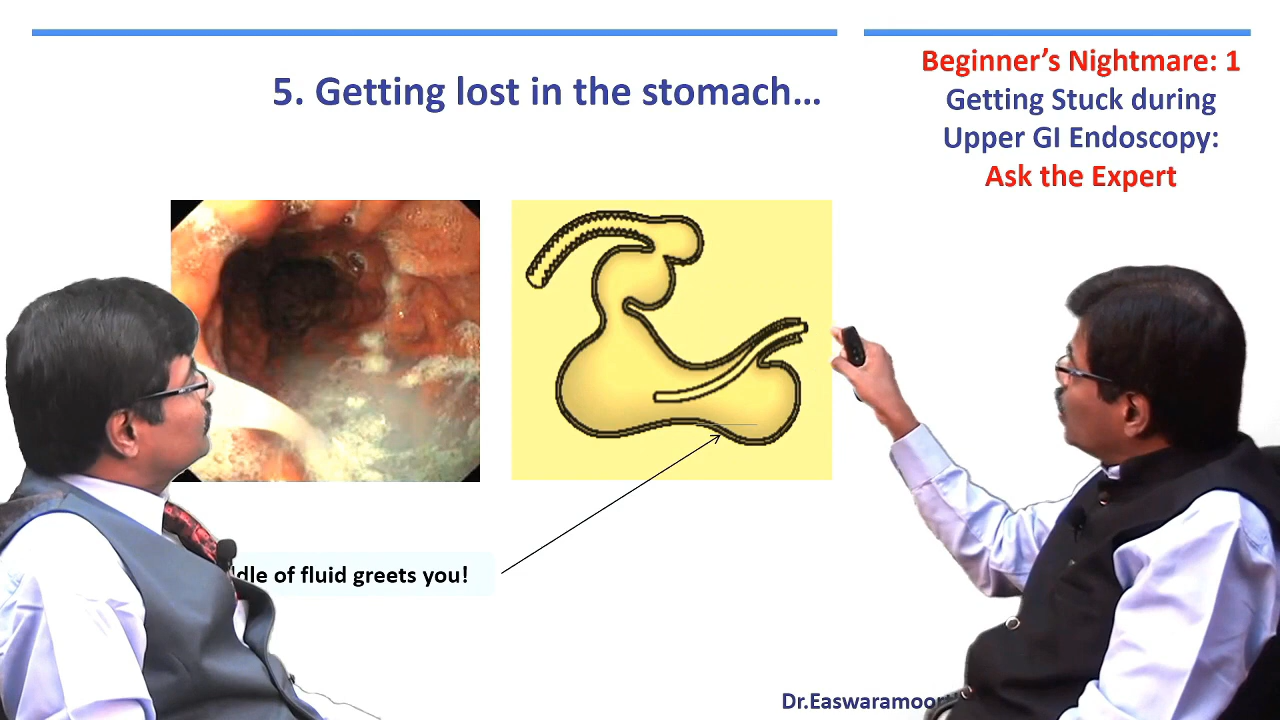 5. Getting lost in the stomach...
Beginner's Nightmare: 1
Getting Stuck during
Upper GI Endoscopy:
Ask the Expert
of fluid greets you!